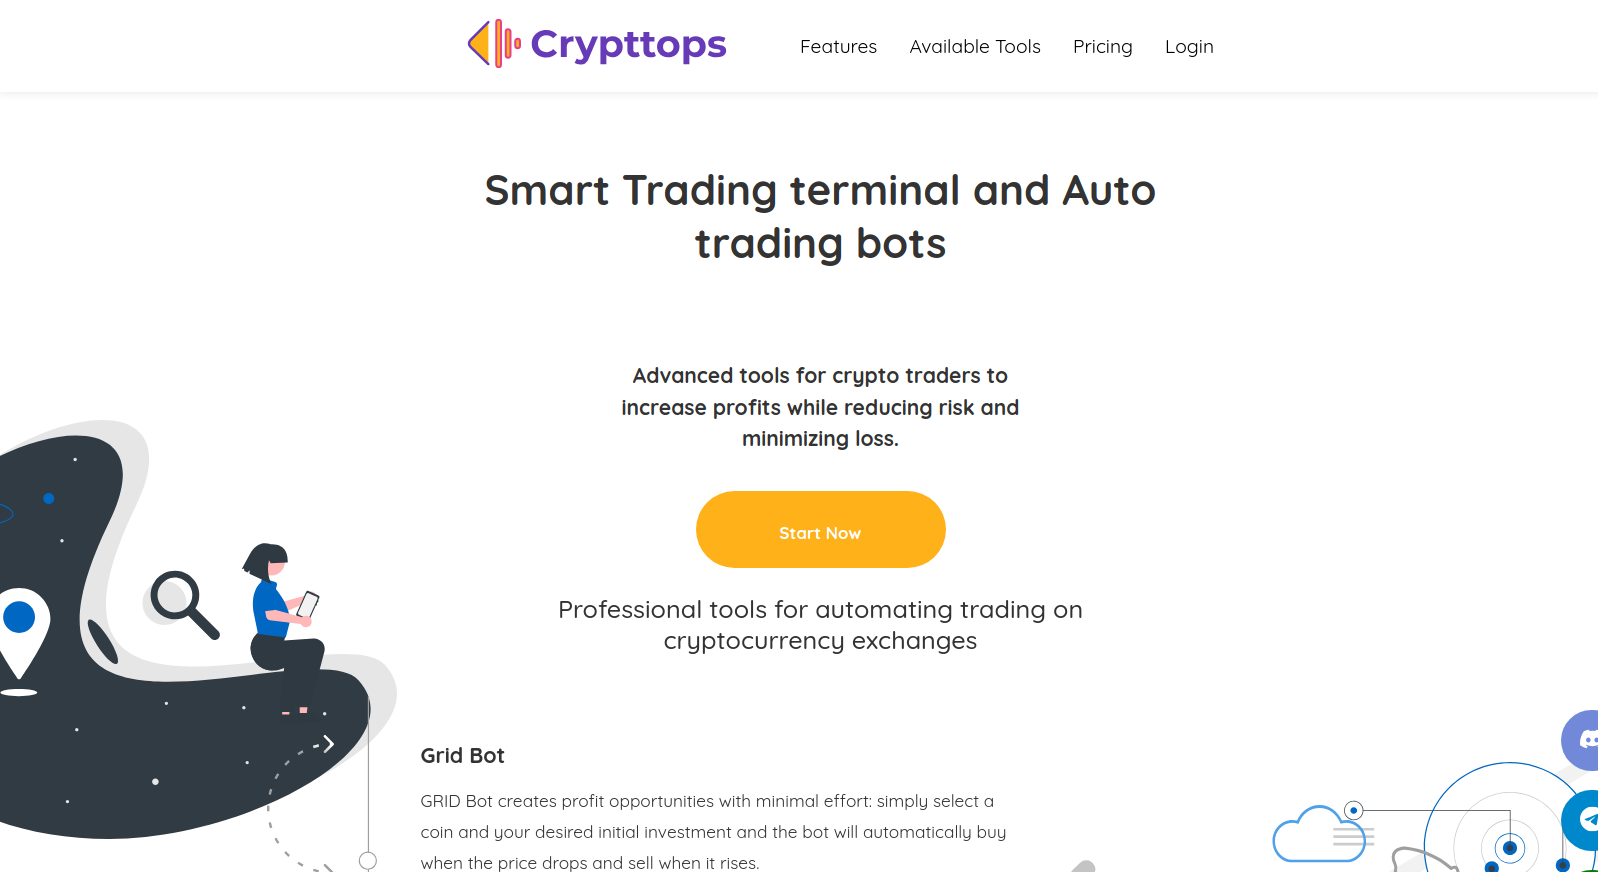 Crypttops
Features Available Tools Pricing Login
Smart Trading terminal and Auto
trading bots
Advanced tools for crypto traders to
increase profits while reducing risk and
minimizing loss.
Start Now
Professional tools for automating trading on
cryptocurrency exchanges
Grid Bot
GRID Bot creates profit opportunities with minimal effort: simply select a
coin and your desired initial investment and the bot will automatically buy
when the price drops and sell when it rises.